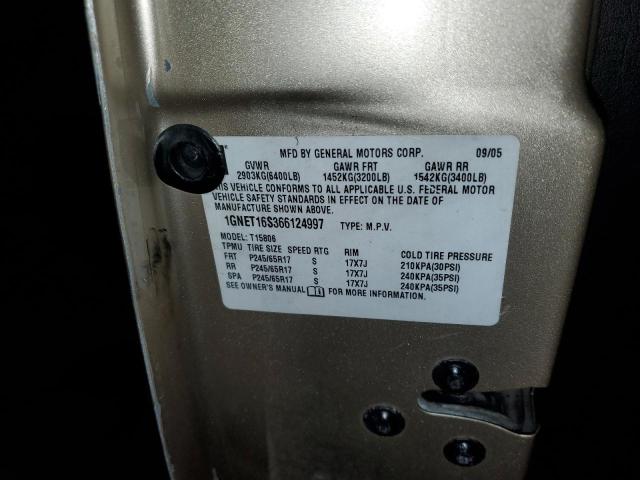 MFD BY GENERAL MOTORS CORP. 09/05
GVWR GAWR FRT GAWR RR
2903KG(6400LB) 1452KG(3200LB) 1542KG(3400LB)
THIS VEHICLE CONFORMS TO ALL APPLICABLE U.S. FEDERAL MOTOR
VEHICLE SAFETY STANDARDS IN EFFECT ON THE DATE OF
MANUFACTURE SHOWN ABOVE.
1GNET16S366124997 TYPE: M.P.V.
MODEL: T15806
TPMU TIRE SIZE SPEED RTG RIM COLD TIRE PRESSURE
FRT P245/65R17 S 17X7J 210KPA(30PSI)
RR P245/65R17 S 17X7J 240KPA(35PSI)
SPA P245/65R17 S 17X7J 240KPA(35PSI)
SEE OWNER'S MANUAL FOR MORE INFORMATION.